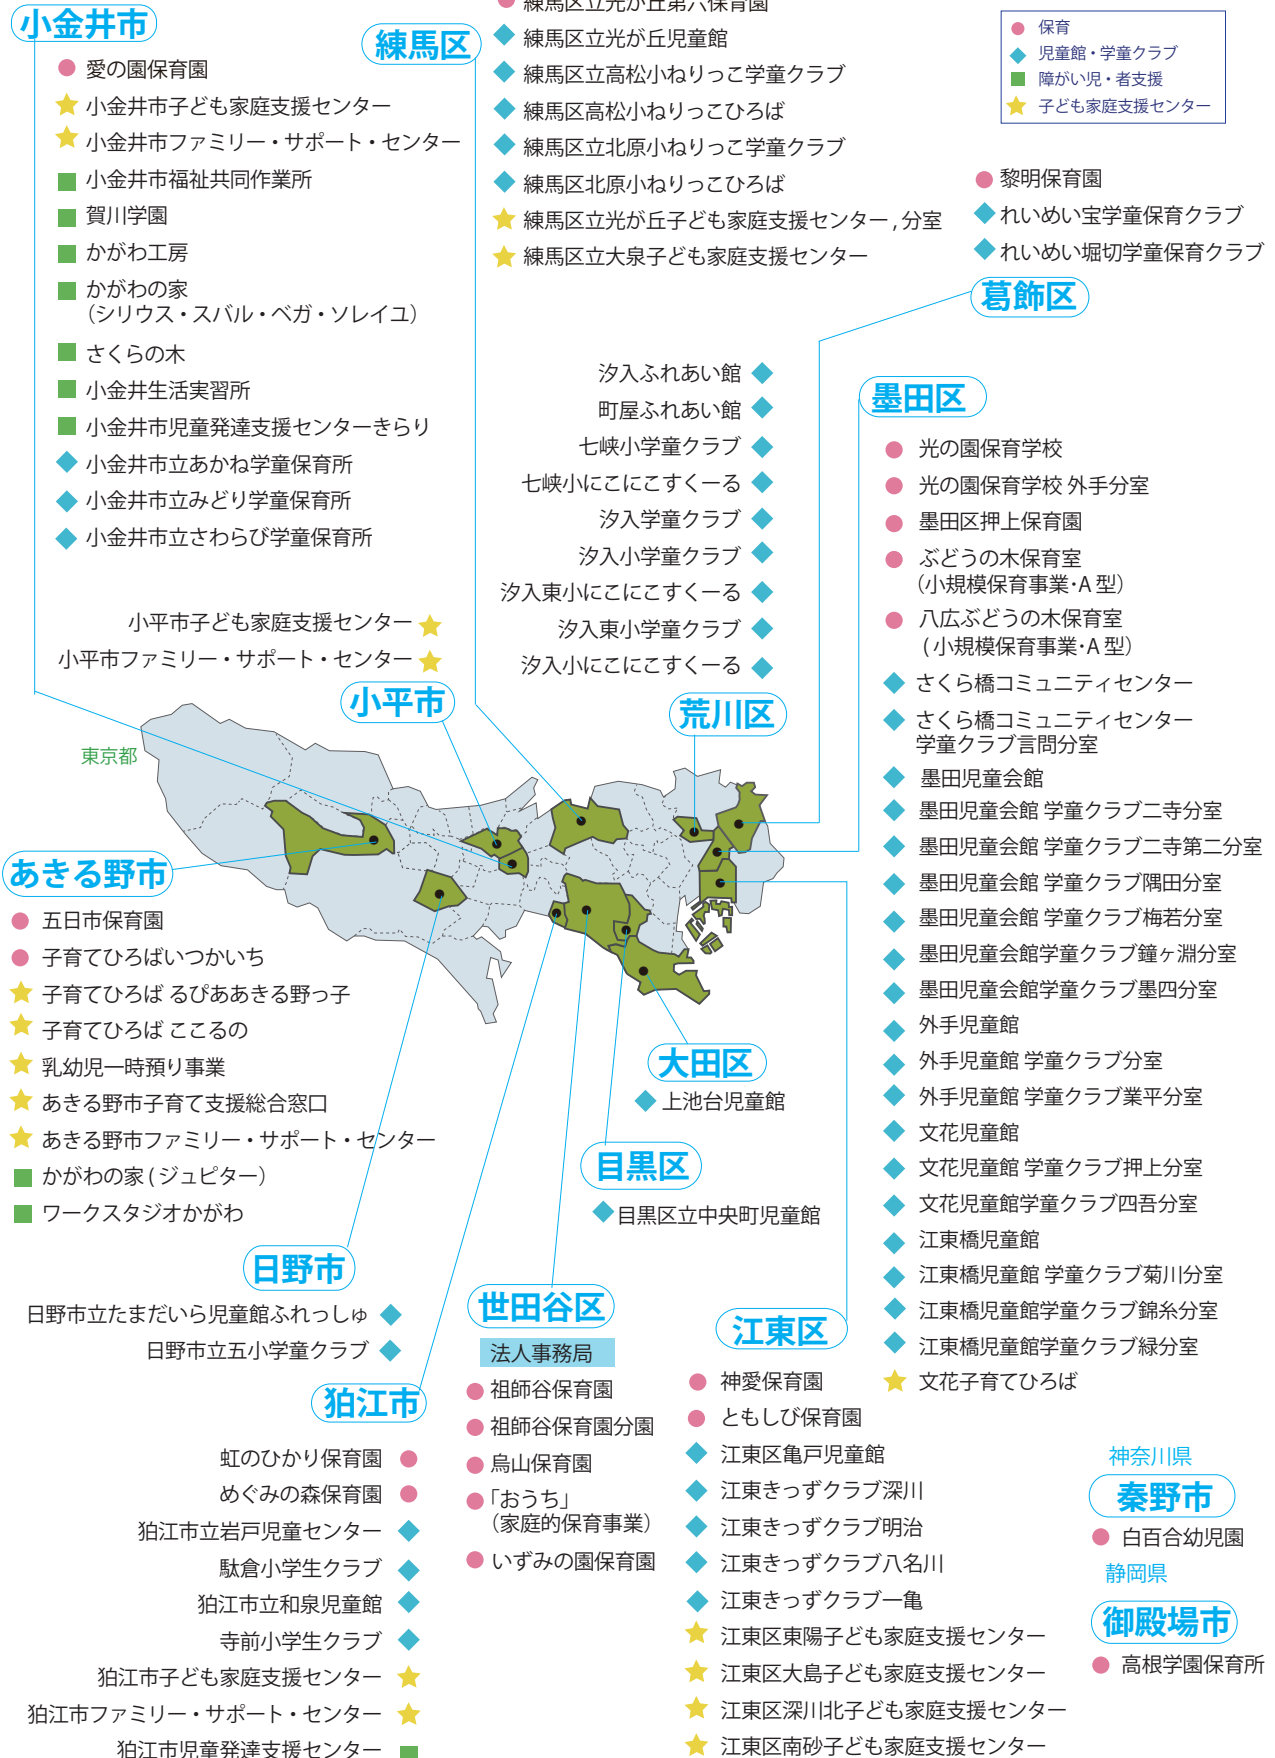 小金井市
愛の園保育園
小金井市子ども家庭支援センター
小金井市ファミリー・サポート・センター
小金井市福祉共同作業所
賀川学園
かがわ工房
かがわの家
（シリウス・スバル・ベガ・ソレイユ）
さくらの木
小金井生活実習所
小金井市児童発達支援センターきらり
小金井市立あかね学童保育所
小金井市立みどり学童保育所
小金井市立さわらび学童保育所
練馬区
練馬区立光が丘第六保育園
練馬区立光が丘児童館
練馬区立高松小ねりっこ学童クラブ
練馬区高松小ねりっこひろば
練馬区立北原小ねりっこ学童クラブ
練馬区北原小ねりっこひろば
練馬区立光が丘子ども家庭支援センター,分室
練馬区立大泉子ども家庭支援センター
保育
児童館・学童クラブ
障がい児・者支援
子ども家庭支援センター
黎明保育園
れいめい宝学童保育クラブ
れいめい堀切学童保育クラブ
葛飾区
汐入ふれあい館
町屋ふれあい館
七峡小学童クラブ
七峡小にこにこすくーる
汐入学童クラブ
汐入小学童クラブ
汐入東小にこにこすくーる
汐入東小学童クラブ
汐入小にこにこすくーる
荒川区
墨田区
光の園保育学校
光の園保育学校 外手分室
墨田区押上保育園
ぶどうの木保育室
（小規模保育事業･A型）
八広ぶどうの木保育室
(小規模保育事業･A型）
さくら橋コミュニティセンター
さくら橋コミュニティセンター
学童クラブ言問分室
墨田児童会館
墨田児童会館 学童クラブ二寺分室
墨田児童会館 学童クラブ二寺第二分室
墨田児童会館 学童クラブ隅田分室
墨田児童会館 学童クラブ梅若分室
墨田児童会館学童クラブ鐘ヶ淵分室
墨田児童会館学童クラブ墨四分室
外手児童館
外手児童館 学童クラブ分室
外手児童館 学童クラブ業平分室
文花児童館
文花児童館 学童クラブ押上分室
文花児童館学童クラブ四吾分室
江東橋児童館
江東橋児童館 学童クラブ菊川分室
江東橋児童館学童クラブ錦糸分室
江東橋児童館学童クラブ緑分室
文花子育てひろば
小平市子ども家庭支援センター
小平市ファミリー・サポート・センター
小平市
東京都
あきる野市
五日市保育園
子育てひろばいつかいち
子育てひろば るぴああきる野っ子
子育てひろば ここるの
乳幼児一時預り事業
あきる野市子育て支援総合窓口
あきる野市ファミリー・サポート・センター
かがわの家(ジュピター）
ワークスタジオかがわ
大田区
上池台児童館
目黒区
目黒区立中央町児童館
日野市
日野市立たまだいら児童館ふれっしゅ
日野市立五小学童クラブ
狛江市
虹のひかり保育園
めぐみの森保育園
狛江市立岩戸児童センター
駄倉小学生クラブ
狛江市立和泉児童館
寺前小学生クラブ
狛江市子ども家庭支援センター
狛江市ファミリー・サポート・センター
狛江市児童発達支援センター
世田谷区
法人事務局
祖師谷保育園
祖師谷保育園分園
烏山保育園
「おうち」
（家庭的保育事業）
いずみの園保育園
江東区
神愛保育園
ともしび保育園
江東区亀戸児童館
江東きっずクラブ深川
江東きっずクラブ明治
江東きっずクラブ八名川
江東きっずクラブ一亀
江東区東陽子ども家庭支援センター
江東区大島子ども家庭支援センター
江東区深川北子ども家庭支援センター
江東区南砂子ども家庭支援センター
神奈川県
秦野市
白百合幼児園
静岡県
御殿場市
高根学園保育所